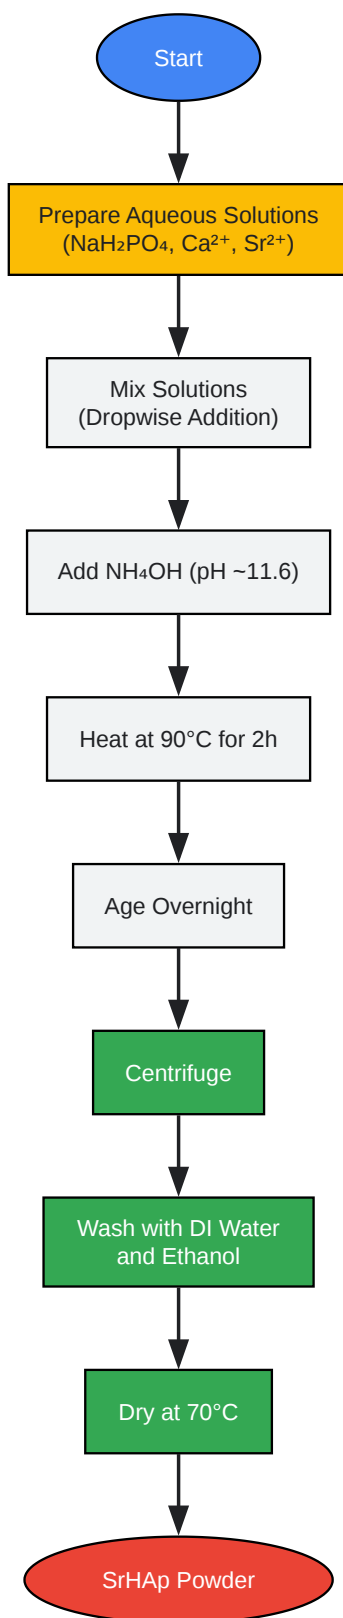 Start
Prepare Aqueous Solutions
(NaH₂PO₄, Ca²⁺, Sr²⁺)
Mix Solutions
(Dropwise Addition)
Add NH₄OH (pH ~11.6)
Heat at 90°C for 2h
Age Overnight
Centrifuge
Wash with DI Water
and Ethanol
Dry at 70°C
SrHAp Powder